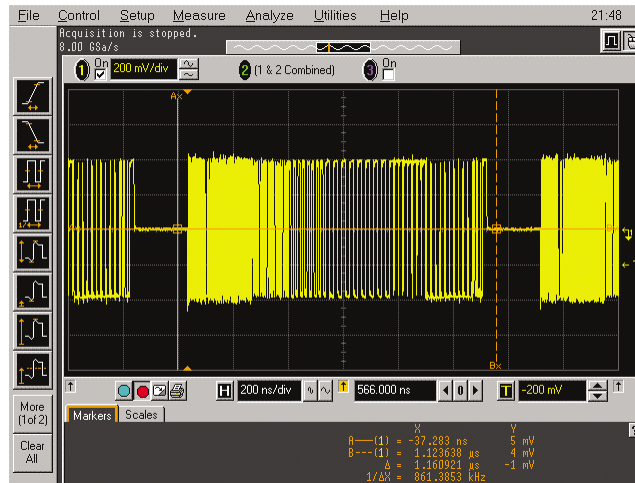 File Control Setup Measure Analyze Utilities Help 21:48
Acquisition is stopped.
8.00 GSa/s
1 On 200 mV/div 2 (1 & 2 Combined) 3 On
Ax
Bx
H 200 ns/div 566.000 ns 0 T -200 mV
More
(1 of 2)
Clear
All
Markers Scales
X Y
A---(1) = -37.283 ns 5 mV
B---(1) = 1.123638 µs 4 mV
Δ = 1.160921 µs -1 mV
1/ΔX = 861.3853 kHz